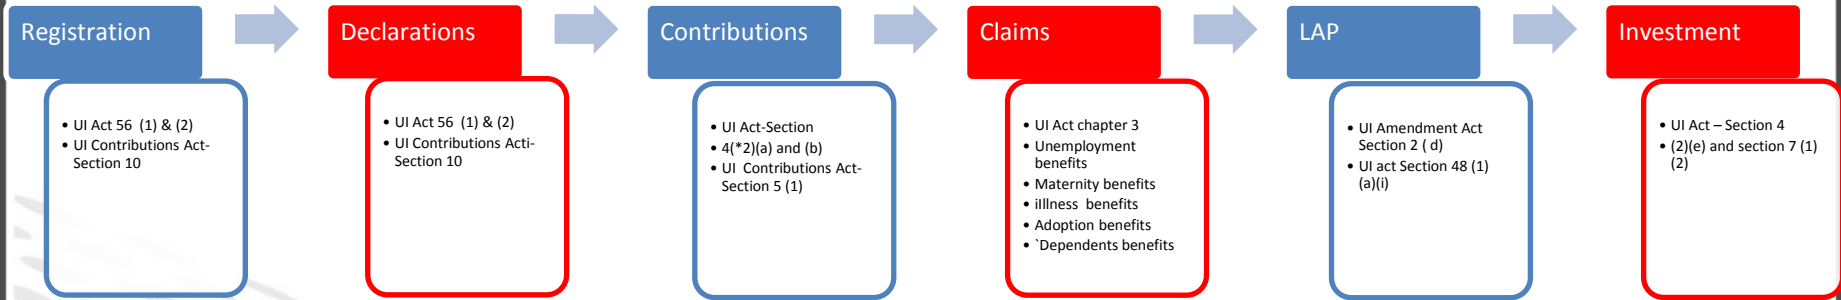 Registration
• UI Act 56  (1) & (2)
• UI Contributions Act-
Section 10
Declarations
• UI Act 56  (1) & (2)
• UI Contributions Acti-
Section 10
Contributions
• UI Act-Section
• 4(*2)(a) and (b)
• UI  Contributions Act-
Section 5 (1)
Claims
• UI Act chapter 3
• Unemployment
benefits
• Maternity benefits
• iIllness  benefits
• Adoption benefits
• `Dependents benefits
LAP
• UI Amendment Act
Section 2 ( d)
• UI act Section 48 (1)
(a)(i)
Investment
• UI Act – Section 4
• (2)(e) and section 7 (1)
(2)